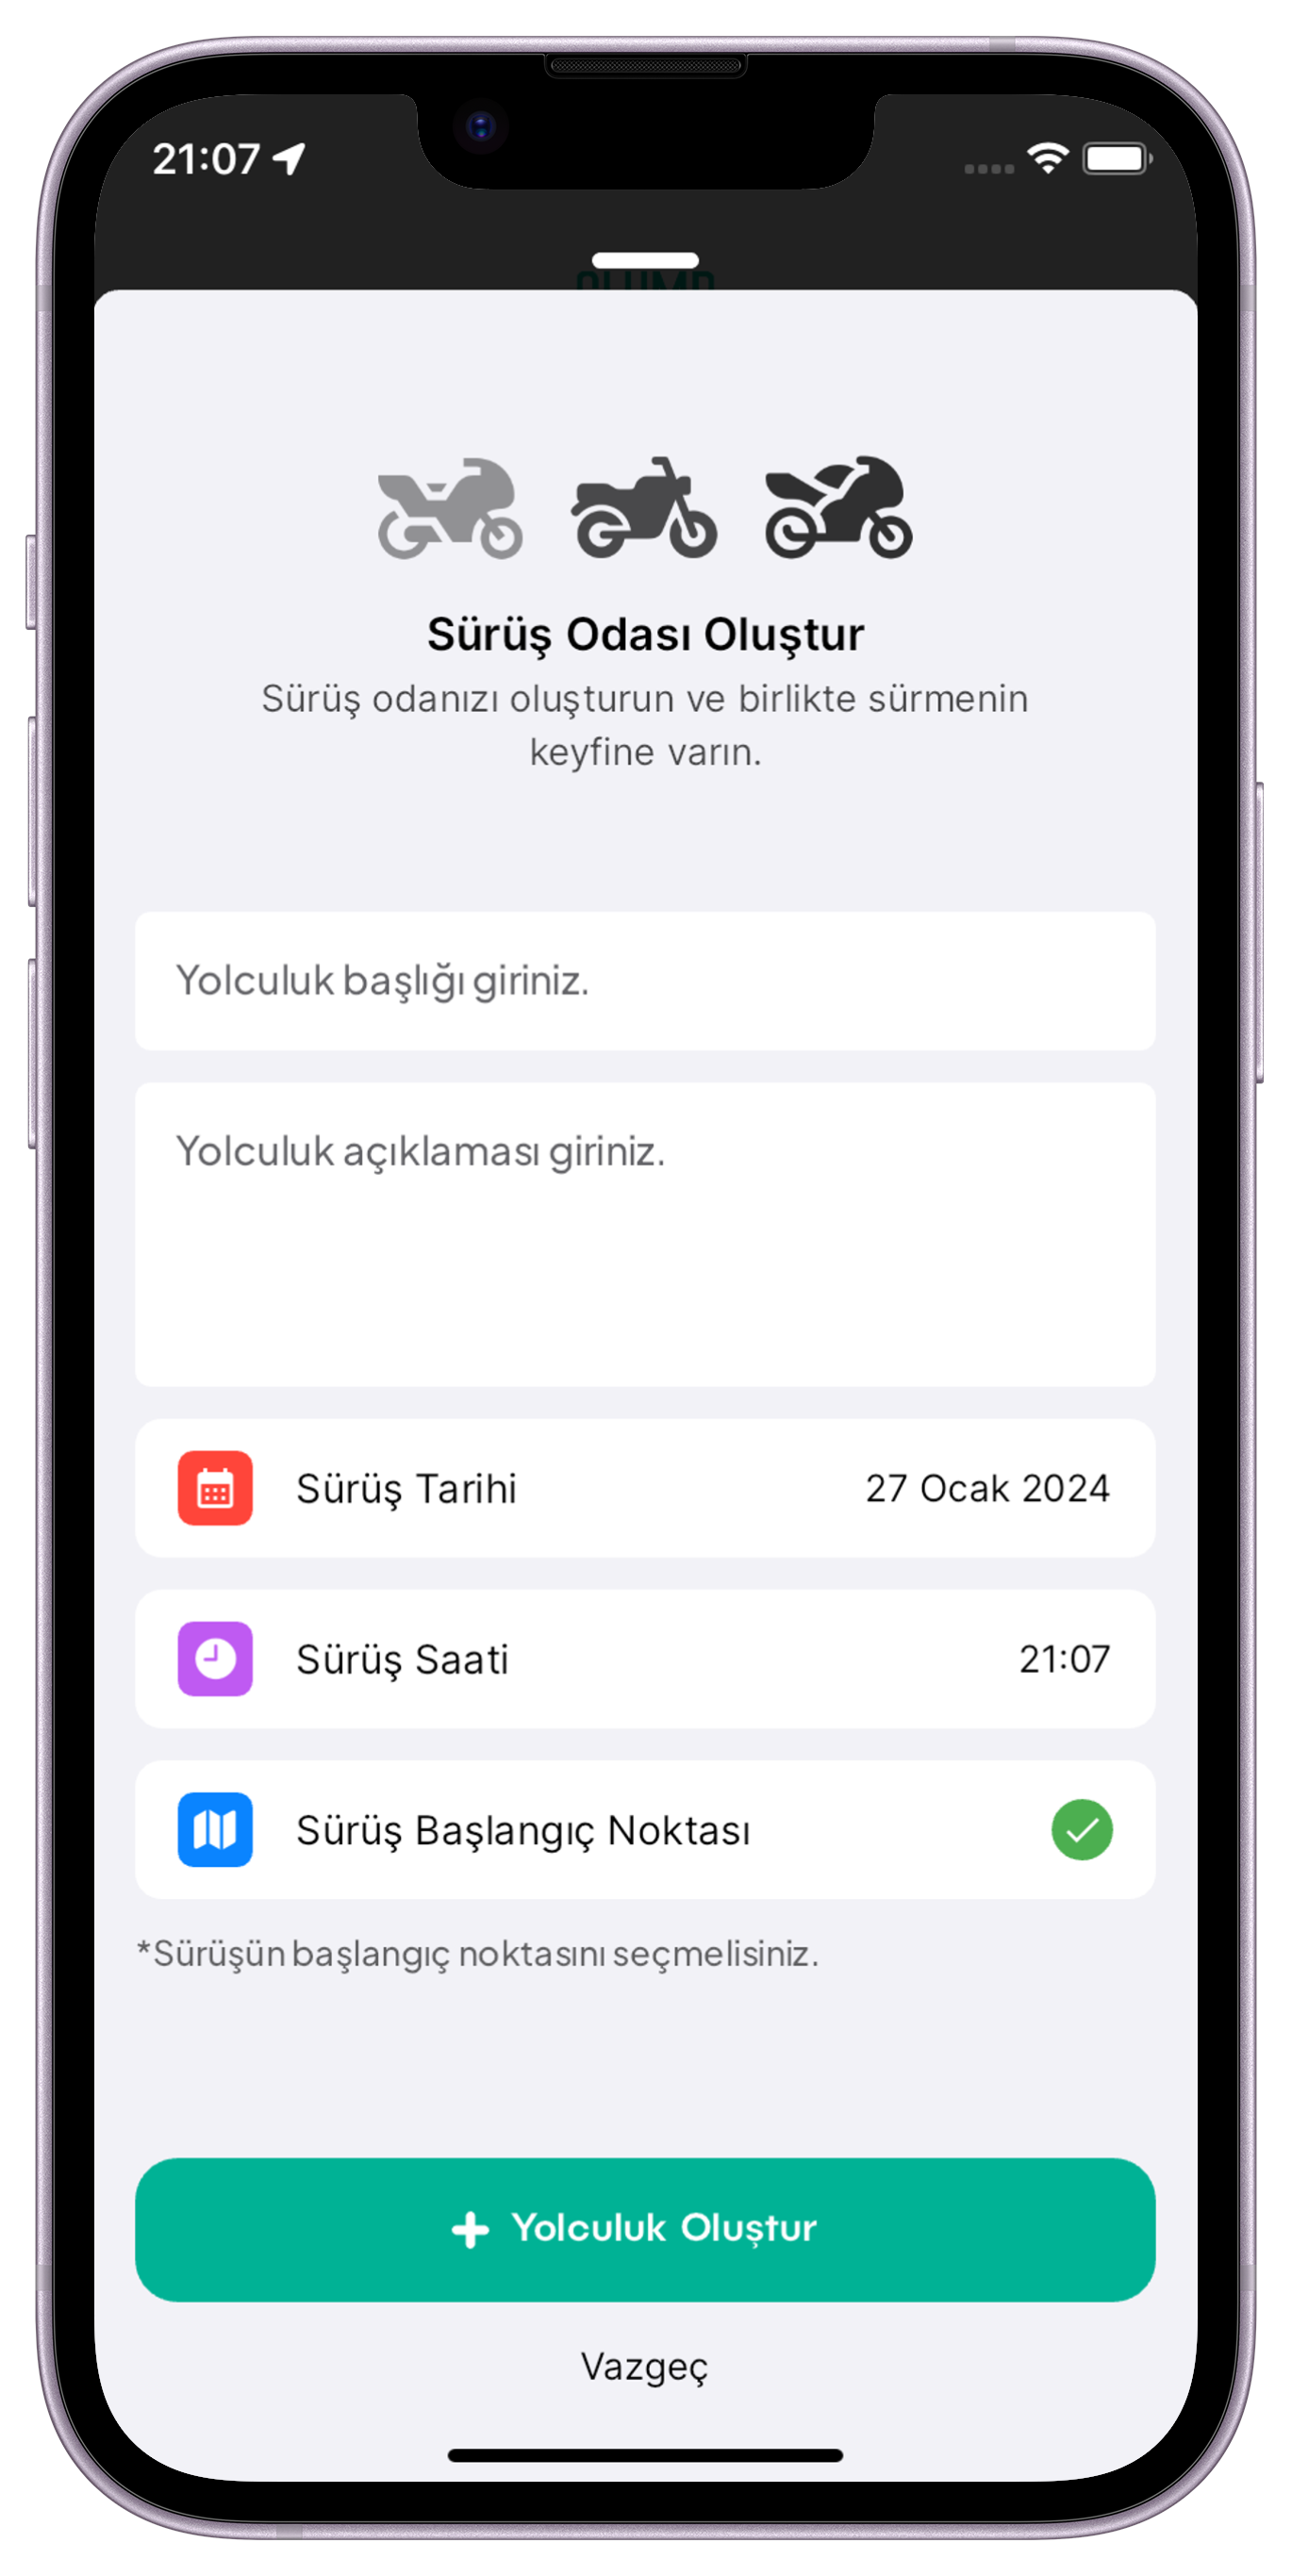 21:07
Sürüş Odası Oluştur
Sürüş odanızı oluşturun ve birlikte sürmenin
keyfine varın.
Yolculuk başlığı giriniz.
Yolculuk açıklaması giriniz.
Sürüş Tarihi 27 Ocak 2024
Sürüş Saati 21:07
Sürüş Başlangıç Noktası
*Sürüşün başlangıç noktasını seçmelisiniz.
Yolculuk Oluştur
Vazgeç